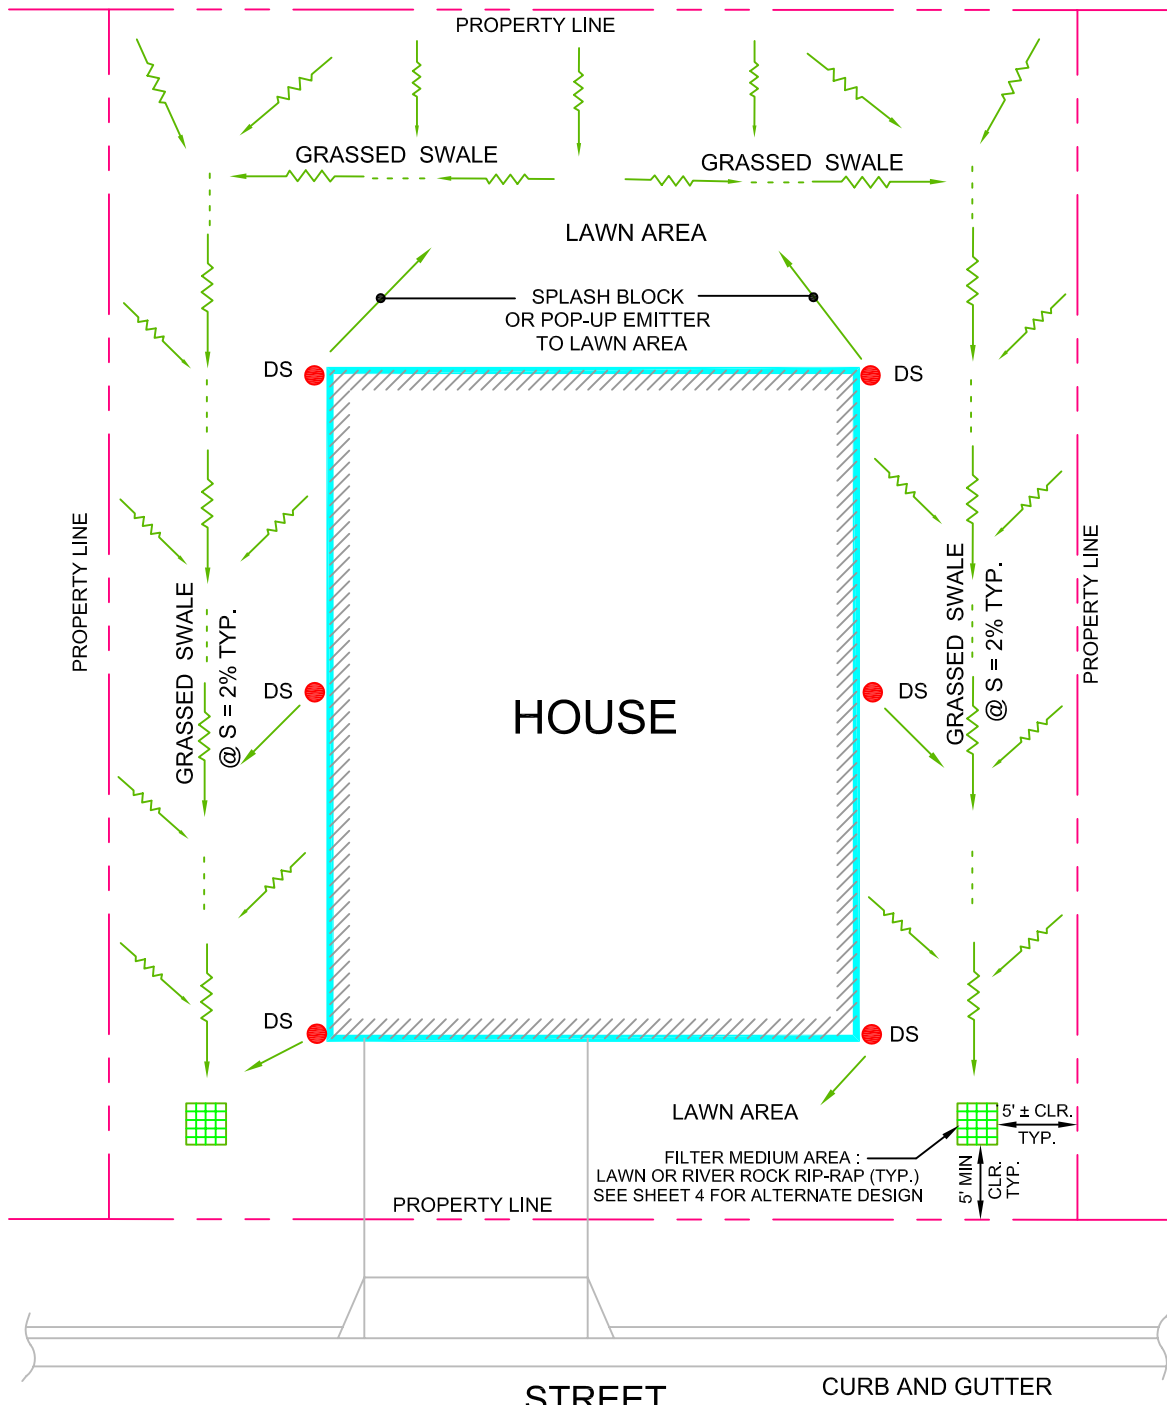 PROPERTY LINE
GRASSED SWALE
GRASSED SWALE
LAWN AREA
SPLASH BLOCK
OR POP-UP EMITTER
TO LAWN AREA
DS
DS
PROPERTY LINE
GRASSED SWALE
@ S = 2% TYP.
DS
HOUSE
DS
GRASSED SWALE
@ S = 2% TYP.
PROPERTY LINE
DS
DS
LAWN AREA
5' ± CLR.
TYP.
FILTER MEDIUM AREA :
LAWN OR RIVER ROCK RIP-RAP (TYP.)
SEE SHEET 4 FOR ALTERNATE DESIGN
5' MIN
CLR.
TYP.
PROPERTY LINE
STREET
CURB AND GUTTER